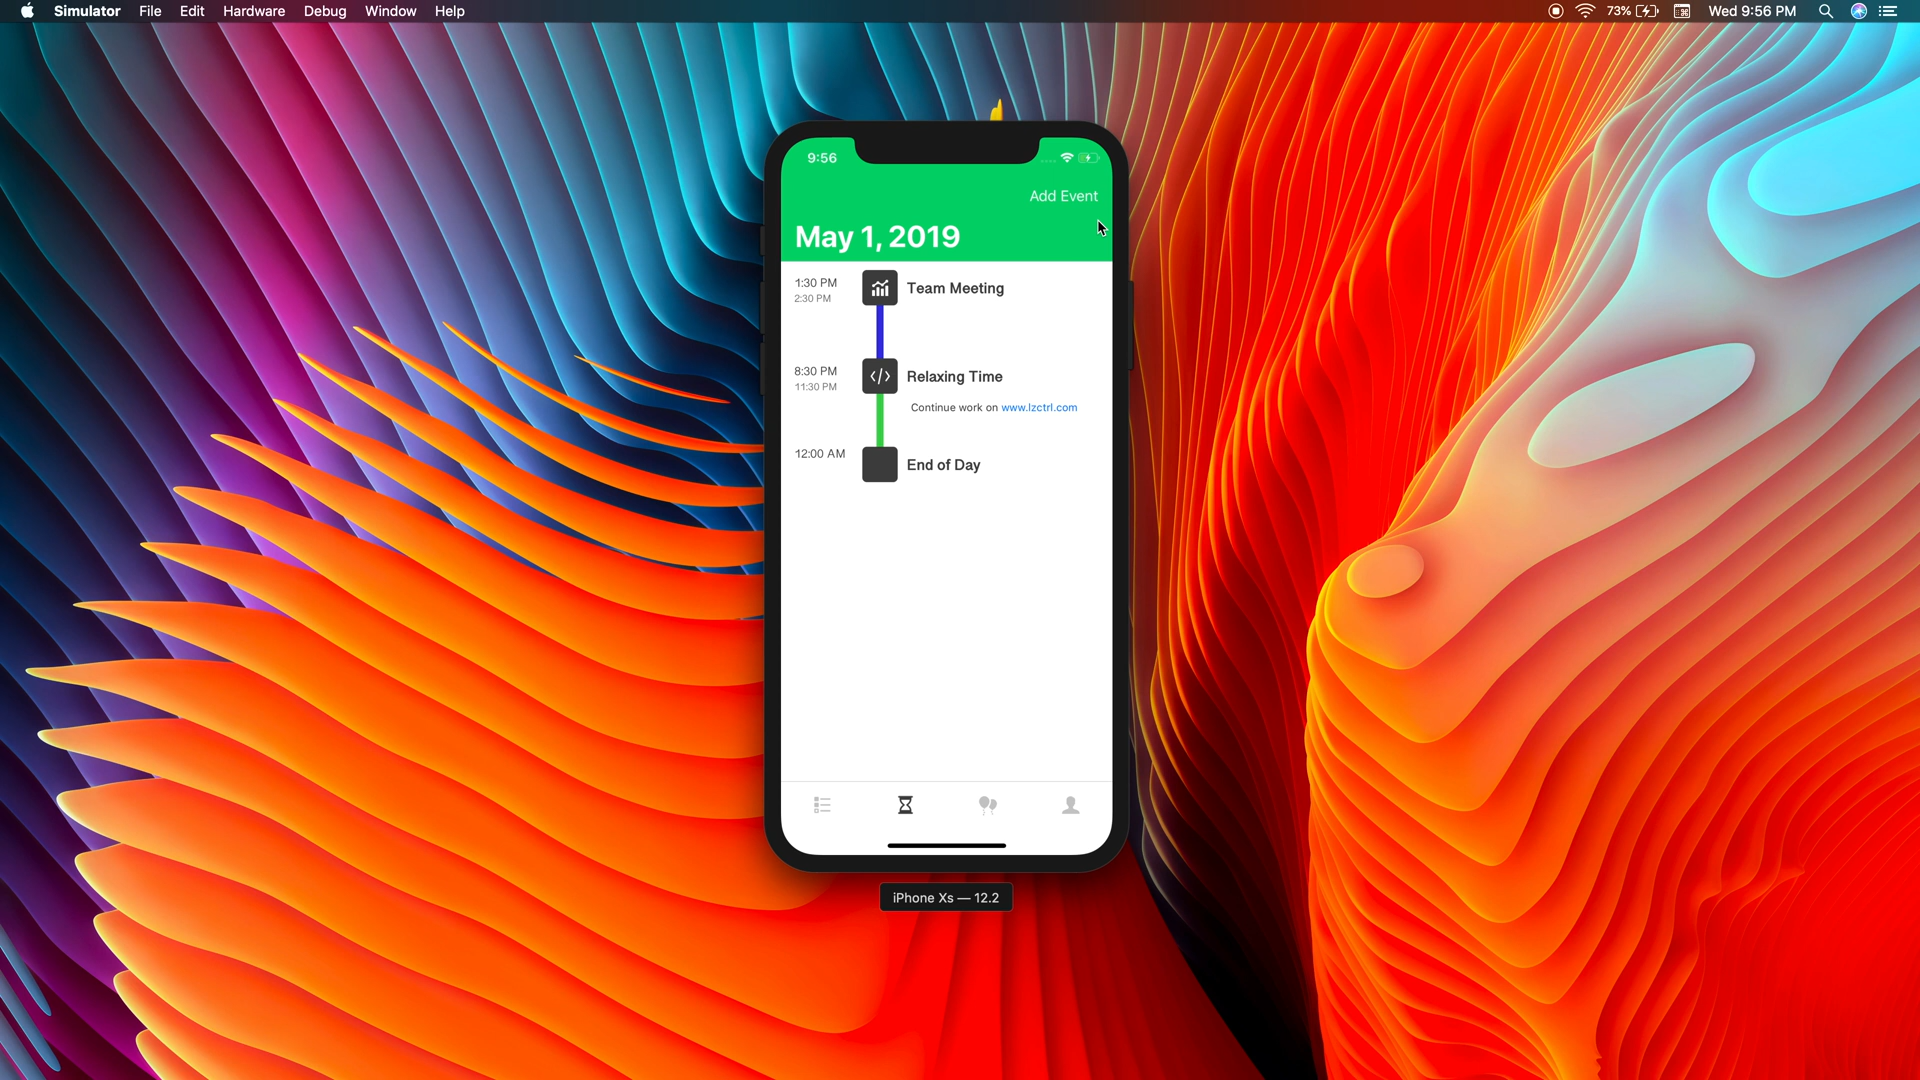 Simulator File Edit Hardware Debug Window Help 73% Wed 9:56 PM
9:56
Add Event
May 1, 2019
1:30 PM
2:30 PM
Team Meeting
8:30 PM
11:30 PM
Relaxing Time
Continue work on www.lzctrl.com
12:00 AM
End of Day
iPhone Xs — 12.2